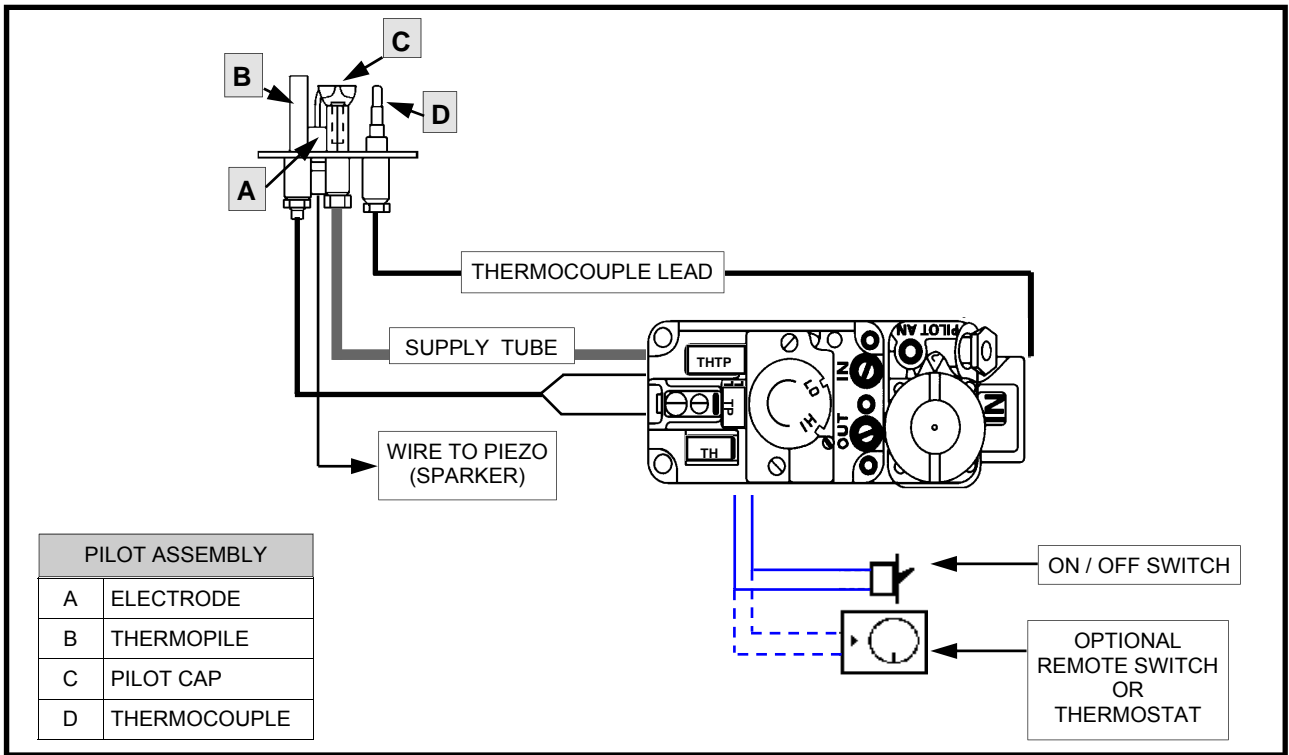 C
B
D
A
THERMOCOUPLE LEAD
SUPPLY TUBE
PILOT AN
THTP
TP
TH
LO
HI
IN
OUT
IN
WIRE TO PIEZO
(SPARKER)
ON / OFF SWITCH
OPTIONAL
REMOTE SWITCH
OR
THERMOSTAT
PILOT ASSEMBLY
A ELECTRODE
B THERMOPILE
C PILOT CAP
D THERMOCOUPLE